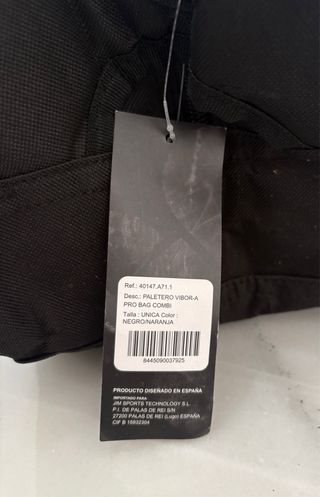 Ref.: 40147.A71.1
Desc.: PALETERO VIBOR-A
PRO BAG COMBI
Talla : UNICA Color :
NEGRO/NARANJA
8445090037925
PRODUCTO DISEÑADO EN ESPAÑA
IMPORTADO PARA
JIM SPORTS TECHNOLOGY S.L.
P.I. DE PALAS DE REI S/N
27200 PALAS DE REI (Lugo) ESPAÑA
CIF B 15932304